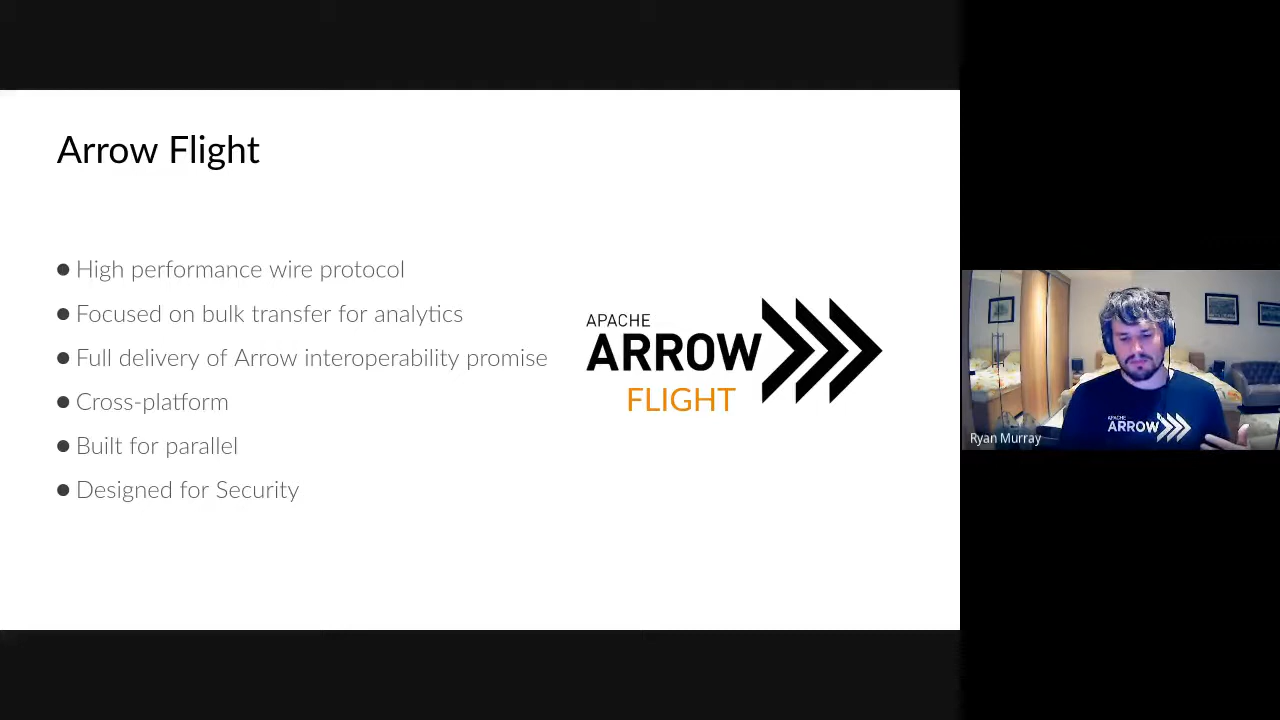 Arrow Flight
● High performance wire protocol
● Focused on bulk transfer for analytics
● Full delivery of Arrow interoperability promise
● Cross-platform
● Built for parallel
● Designed for Security
APACHE
ARROW
FLIGHT
APACHE
ARROW
Ryan Murray